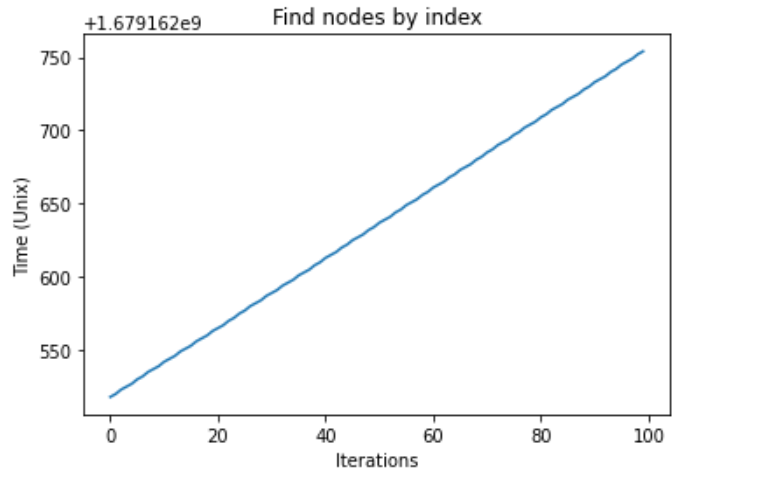 +1.679162e9
Find nodes by index
750
700
650
600
550
Time (Unix)
0 20 40 60 80 100
Iterations